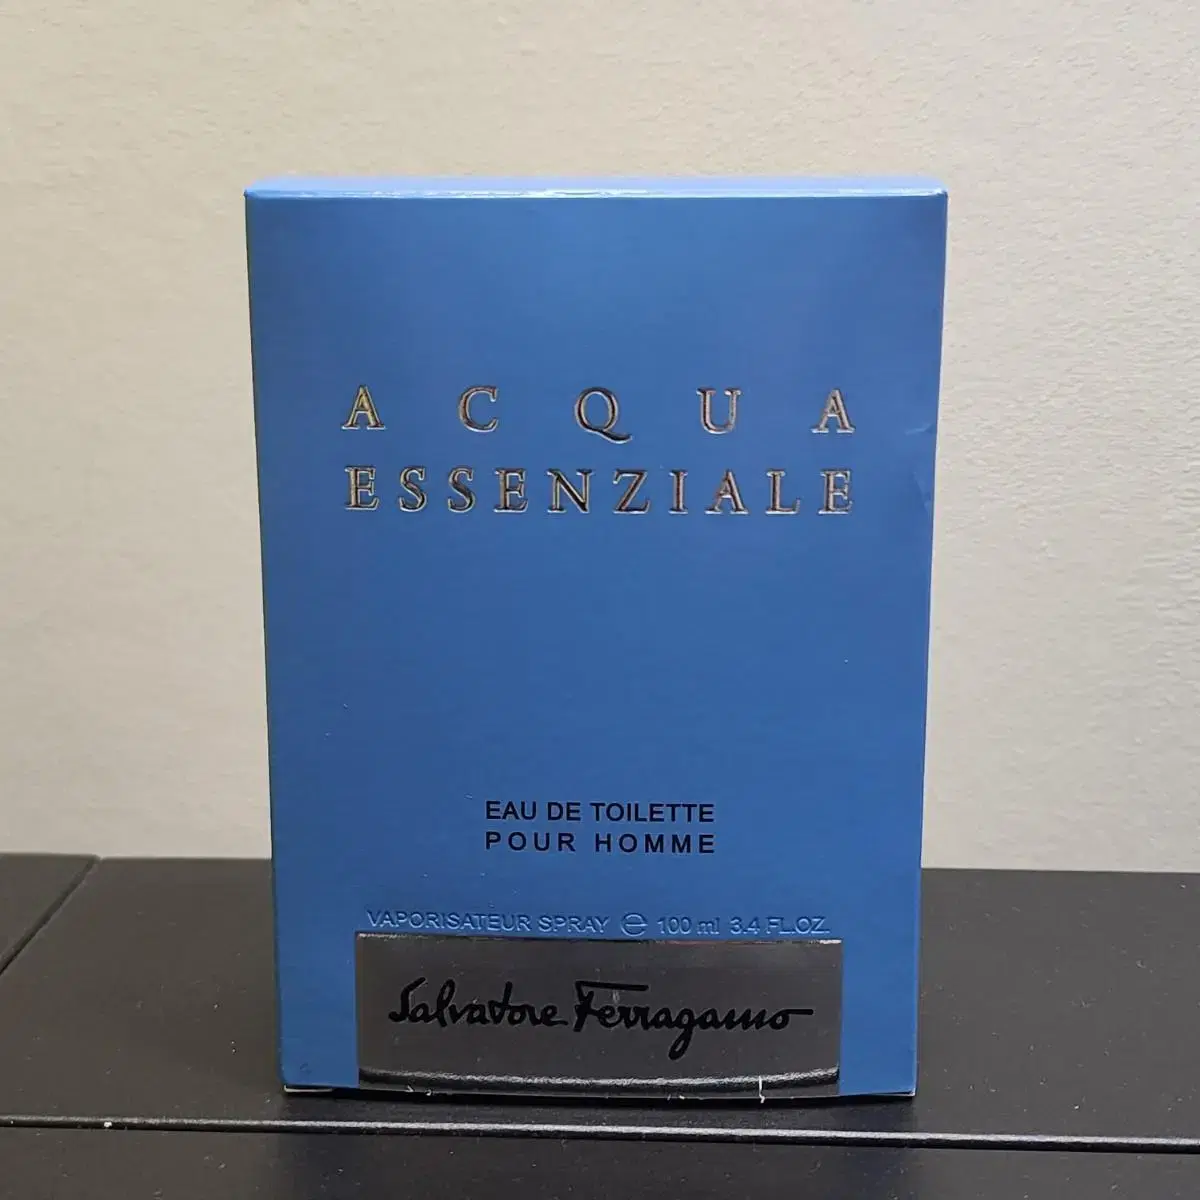 ACQUA
ESSENZIALE
EAU DE TOILETTE
POUR HOMME
VAPORISATEUR SPRAY ℮ 100 ml 3.4 FL.OZ.
Salvatore Ferragamo